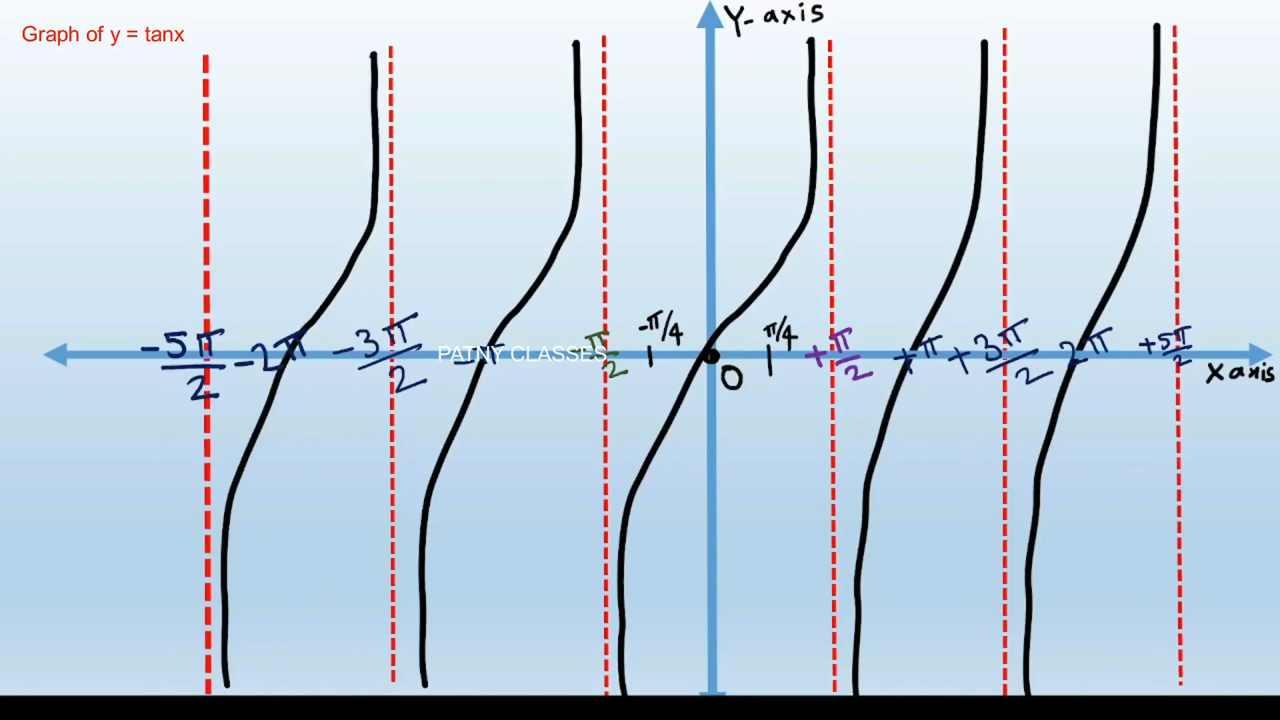 Graph of y = tanx
Y-axis
-5π/2
-2π
-3π/2
-π
PATNY CLASSES
π/2
-π/4
O
π/4
+π/2
+π
+3π/2
2π
+5π/2
X axis